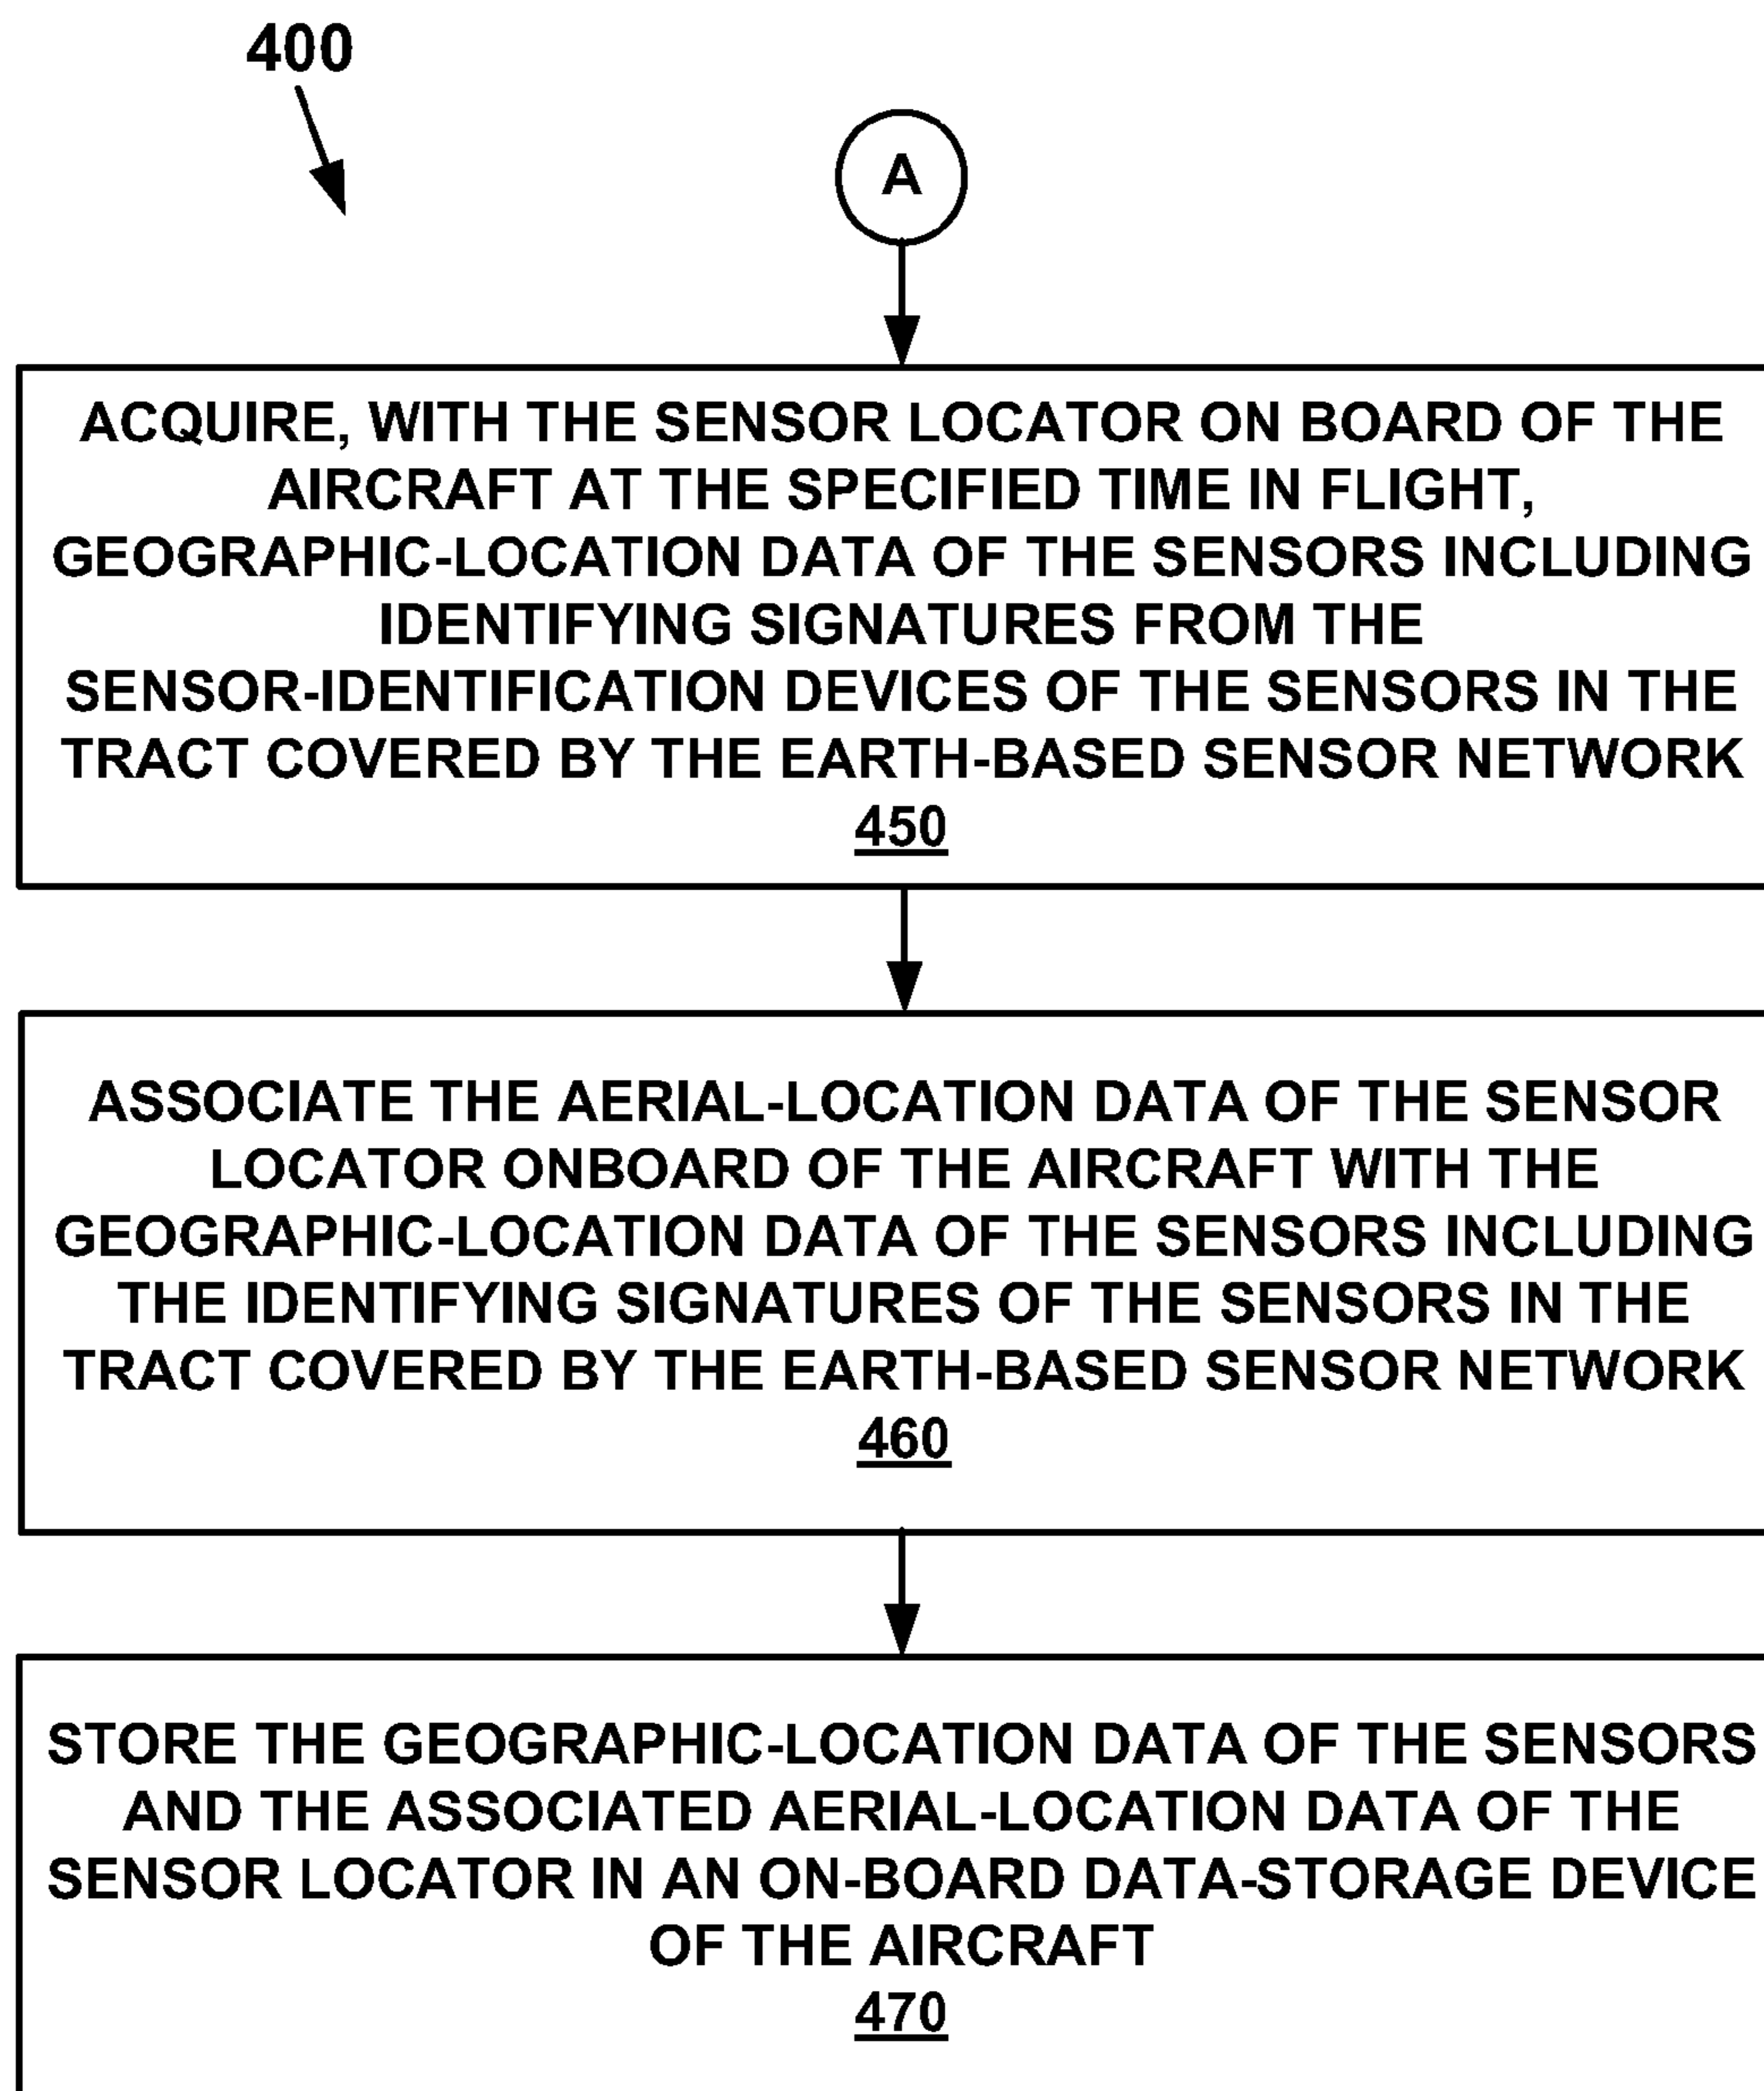 400
A
ACQUIRE, WITH THE SENSOR LOCATOR ON BOARD OF THE
AIRCRAFT AT THE SPECIFIED TIME IN FLIGHT,
GEOGRAPHIC-LOCATION DATA OF THE SENSORS INCLUDING
IDENTIFYING SIGNATURES FROM THE
SENSOR-IDENTIFICATION DEVICES OF THE SENSORS IN THE
TRACT COVERED BY THE EARTH-BASED SENSOR NETWORK
450
ASSOCIATE THE AERIAL-LOCATION DATA OF THE SENSOR
LOCATOR ONBOARD OF THE AIRCRAFT WITH THE
GEOGRAPHIC-LOCATION DATA OF THE SENSORS INCLUDING
THE IDENTIFYING SIGNATURES OF THE SENSORS IN THE
TRACT COVERED BY THE EARTH-BASED SENSOR NETWORK
460
STORE THE GEOGRAPHIC-LOCATION DATA OF THE SENSORS
AND THE ASSOCIATED AERIAL-LOCATION DATA OF THE
SENSOR LOCATOR IN AN ON-BOARD DATA-STORAGE DEVICE
OF THE AIRCRAFT
470